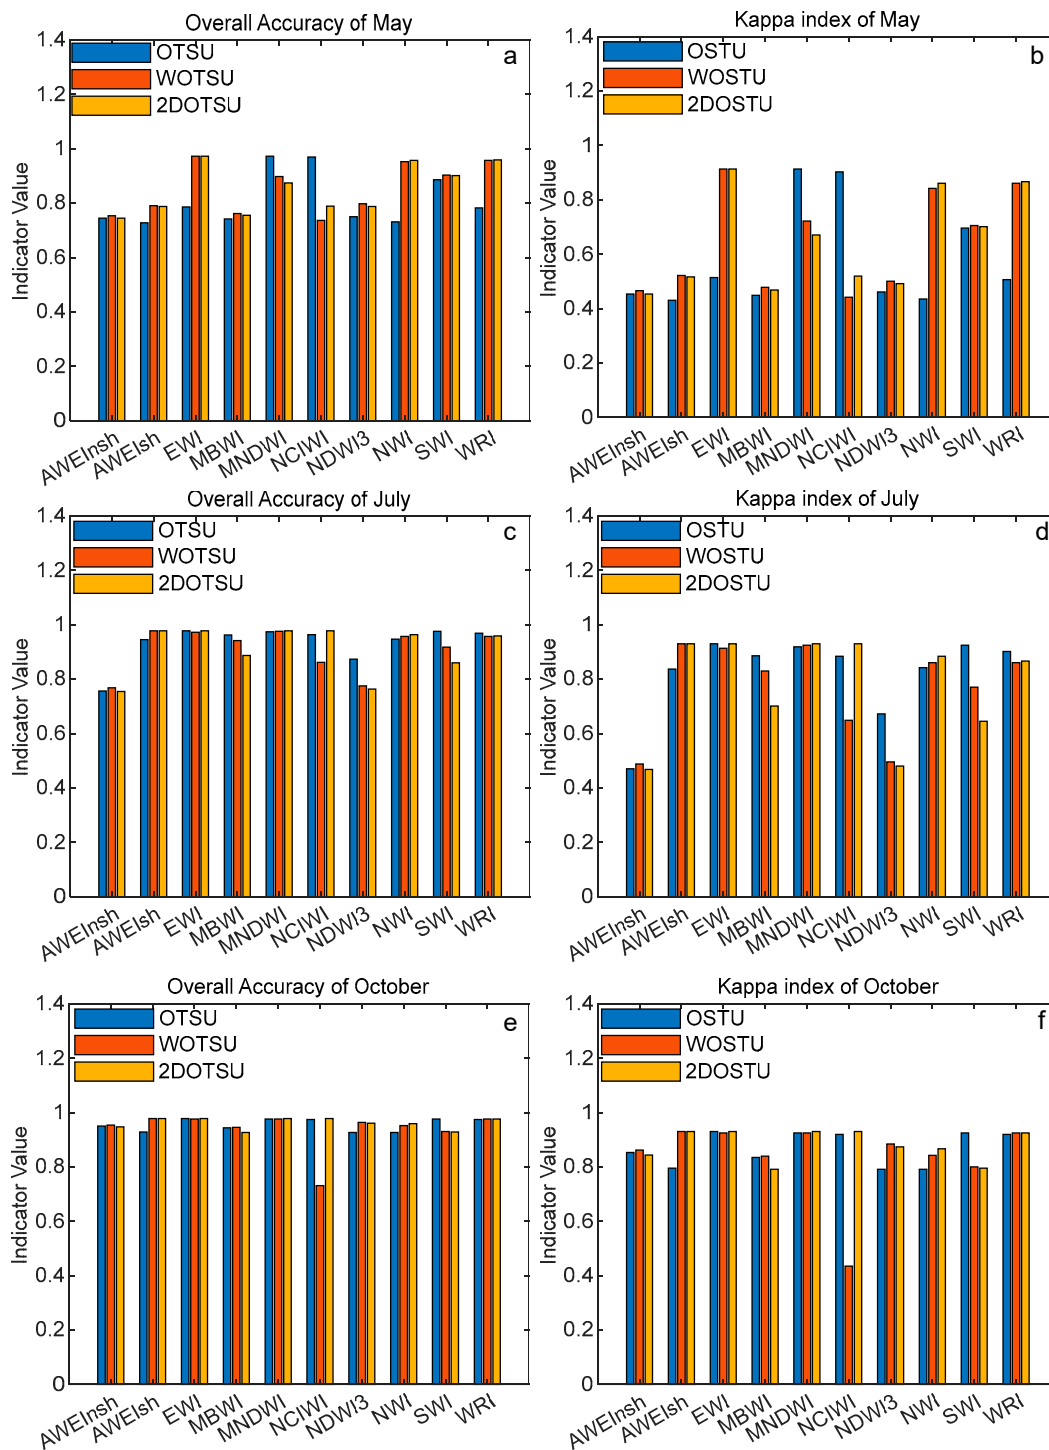 Overall Accuracy of May
a
OTSU
WOTSU
2DOTSU
Indicator Value
1.4
1.2
1
0.8
0.6
0.4
0.2
0
AWEInsh
AWEIsh
EWI
MBWI
MNDWI
NCIWI
NDWI3
NWI
SWI
WRI
Kappa index of May
b
OSTU
WOSTU
2DOSTU
Indicator Value
1.4
1.2
1
0.8
0.6
0.4
0.2
0
AWEInsh
AWEIsh
EWI
MBWI
MNDWI
NCIWI
NDWI3
NWI
SWI
WRI
Overall Accuracy of July
c
OTSU
WOTSU
2DOTSU
Indicator Value
1.4
1.2
1
0.8
0.6
0.4
0.2
0
AWEInsh
AWEIsh
EWI
MBWI
MNDWI
NCIWI
NDWI3
NWI
SWI
WRI
Kappa index of July
d
OSTU
WOSTU
2DOSTU
Indicator Value
1.4
1.2
1
0.8
0.6
0.4
0.2
0
AWEInsh
AWEIsh
EWI
MBWI
MNDWI
NCIWI
NDWI3
NWI
SWI
WRI
Overall Accuracy of October
e
OTSU
WOTSU
2DOTSU
Indicator Value
1.4
1.2
1
0.8
0.6
0.4
0.2
0
AWEInsh
AWEIsh
EWI
MBWI
MNDWI
NCIWI
NDWI3
NWI
SWI
WRI
Kappa index of October
f
OSTU
WOSTU
2DOSTU
Indicator Value
1.4
1.2
1
0.8
0.6
0.4
0.2
0
AWEInsh
AWEIsh
EWI
MBWI
MNDWI
NCIWI
NDWI3
NWI
SWI
WRI